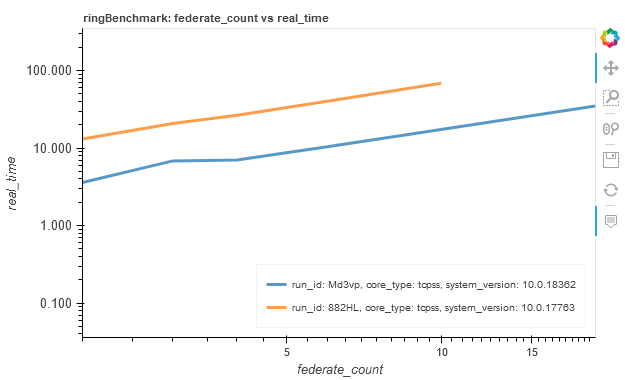 ringBenchmark: federate_count vs real_time
100.000
10.000
1.000
0.100
real_time
run_id: Md3vp, core_type: tcpss, system_version: 10.0.18362
run_id: 882HL, core_type: tcpss, system_version: 10.0.17763
5
10
15
federate_count